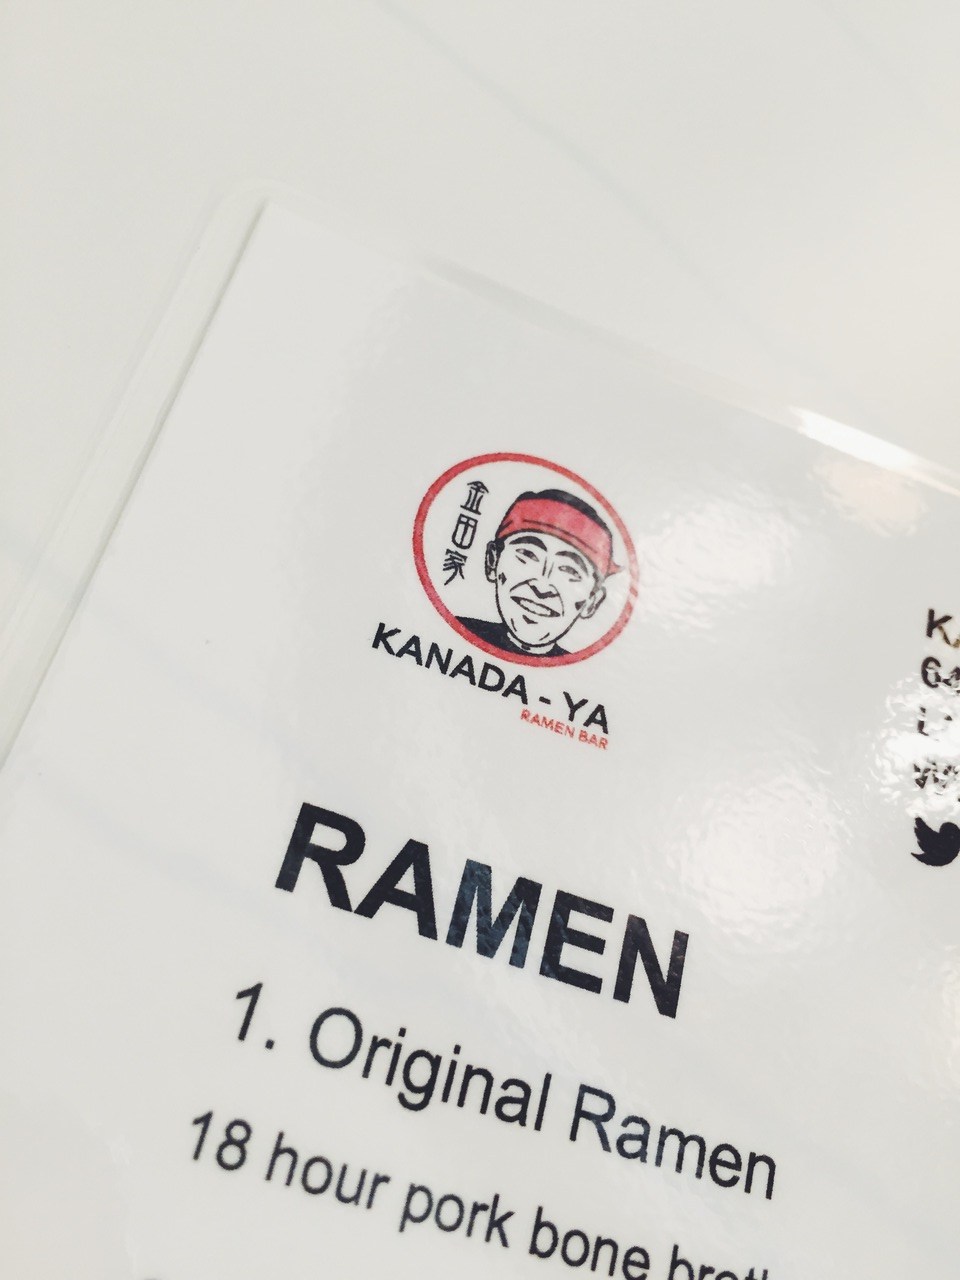 金田家
KANADA - YA
RAMEN BAR
RAMEN
1. Original Ramen
18 hour pork bone